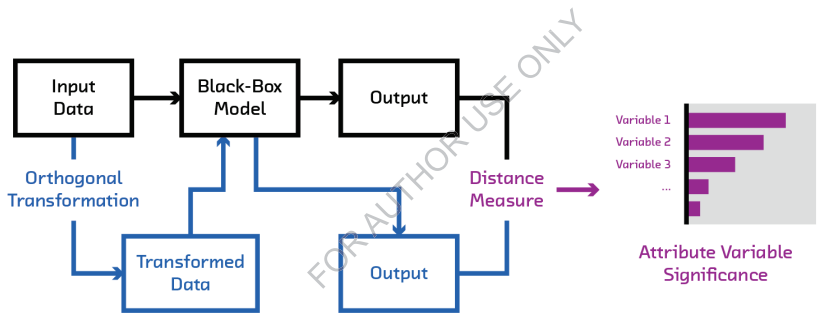 Input
Data
Black-Box
Model
Output
Orthogonal
Transformation
Transformed
Data
Output
Distance
Measure
Variable 1
Variable 2
Variable 3
...
Attribute Variable
Significance
FOR AUTHOR USE ONLY